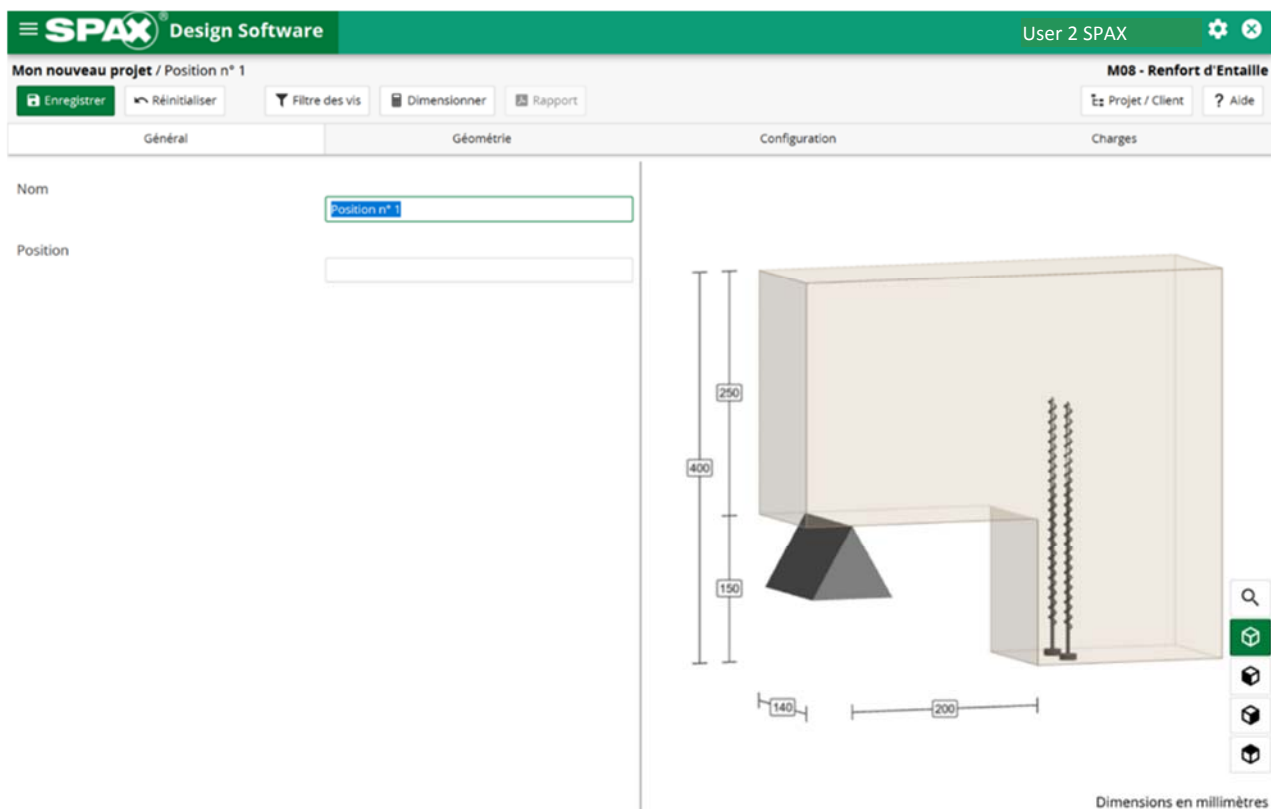 SPAX® Design Software
User 2 SPAX
Mon nouveau projet / Position n° 1
M08 - Renfort d'Entaille
Enregistrer
Réinitialiser
Filtre des vis
Dimensionner
Rapport
Projet / Client
? Aide
Général
Géométrie
Configuration
Charges
Nom
Position n° 1
Position
250
400
150
140
200
Dimensions en millimètres